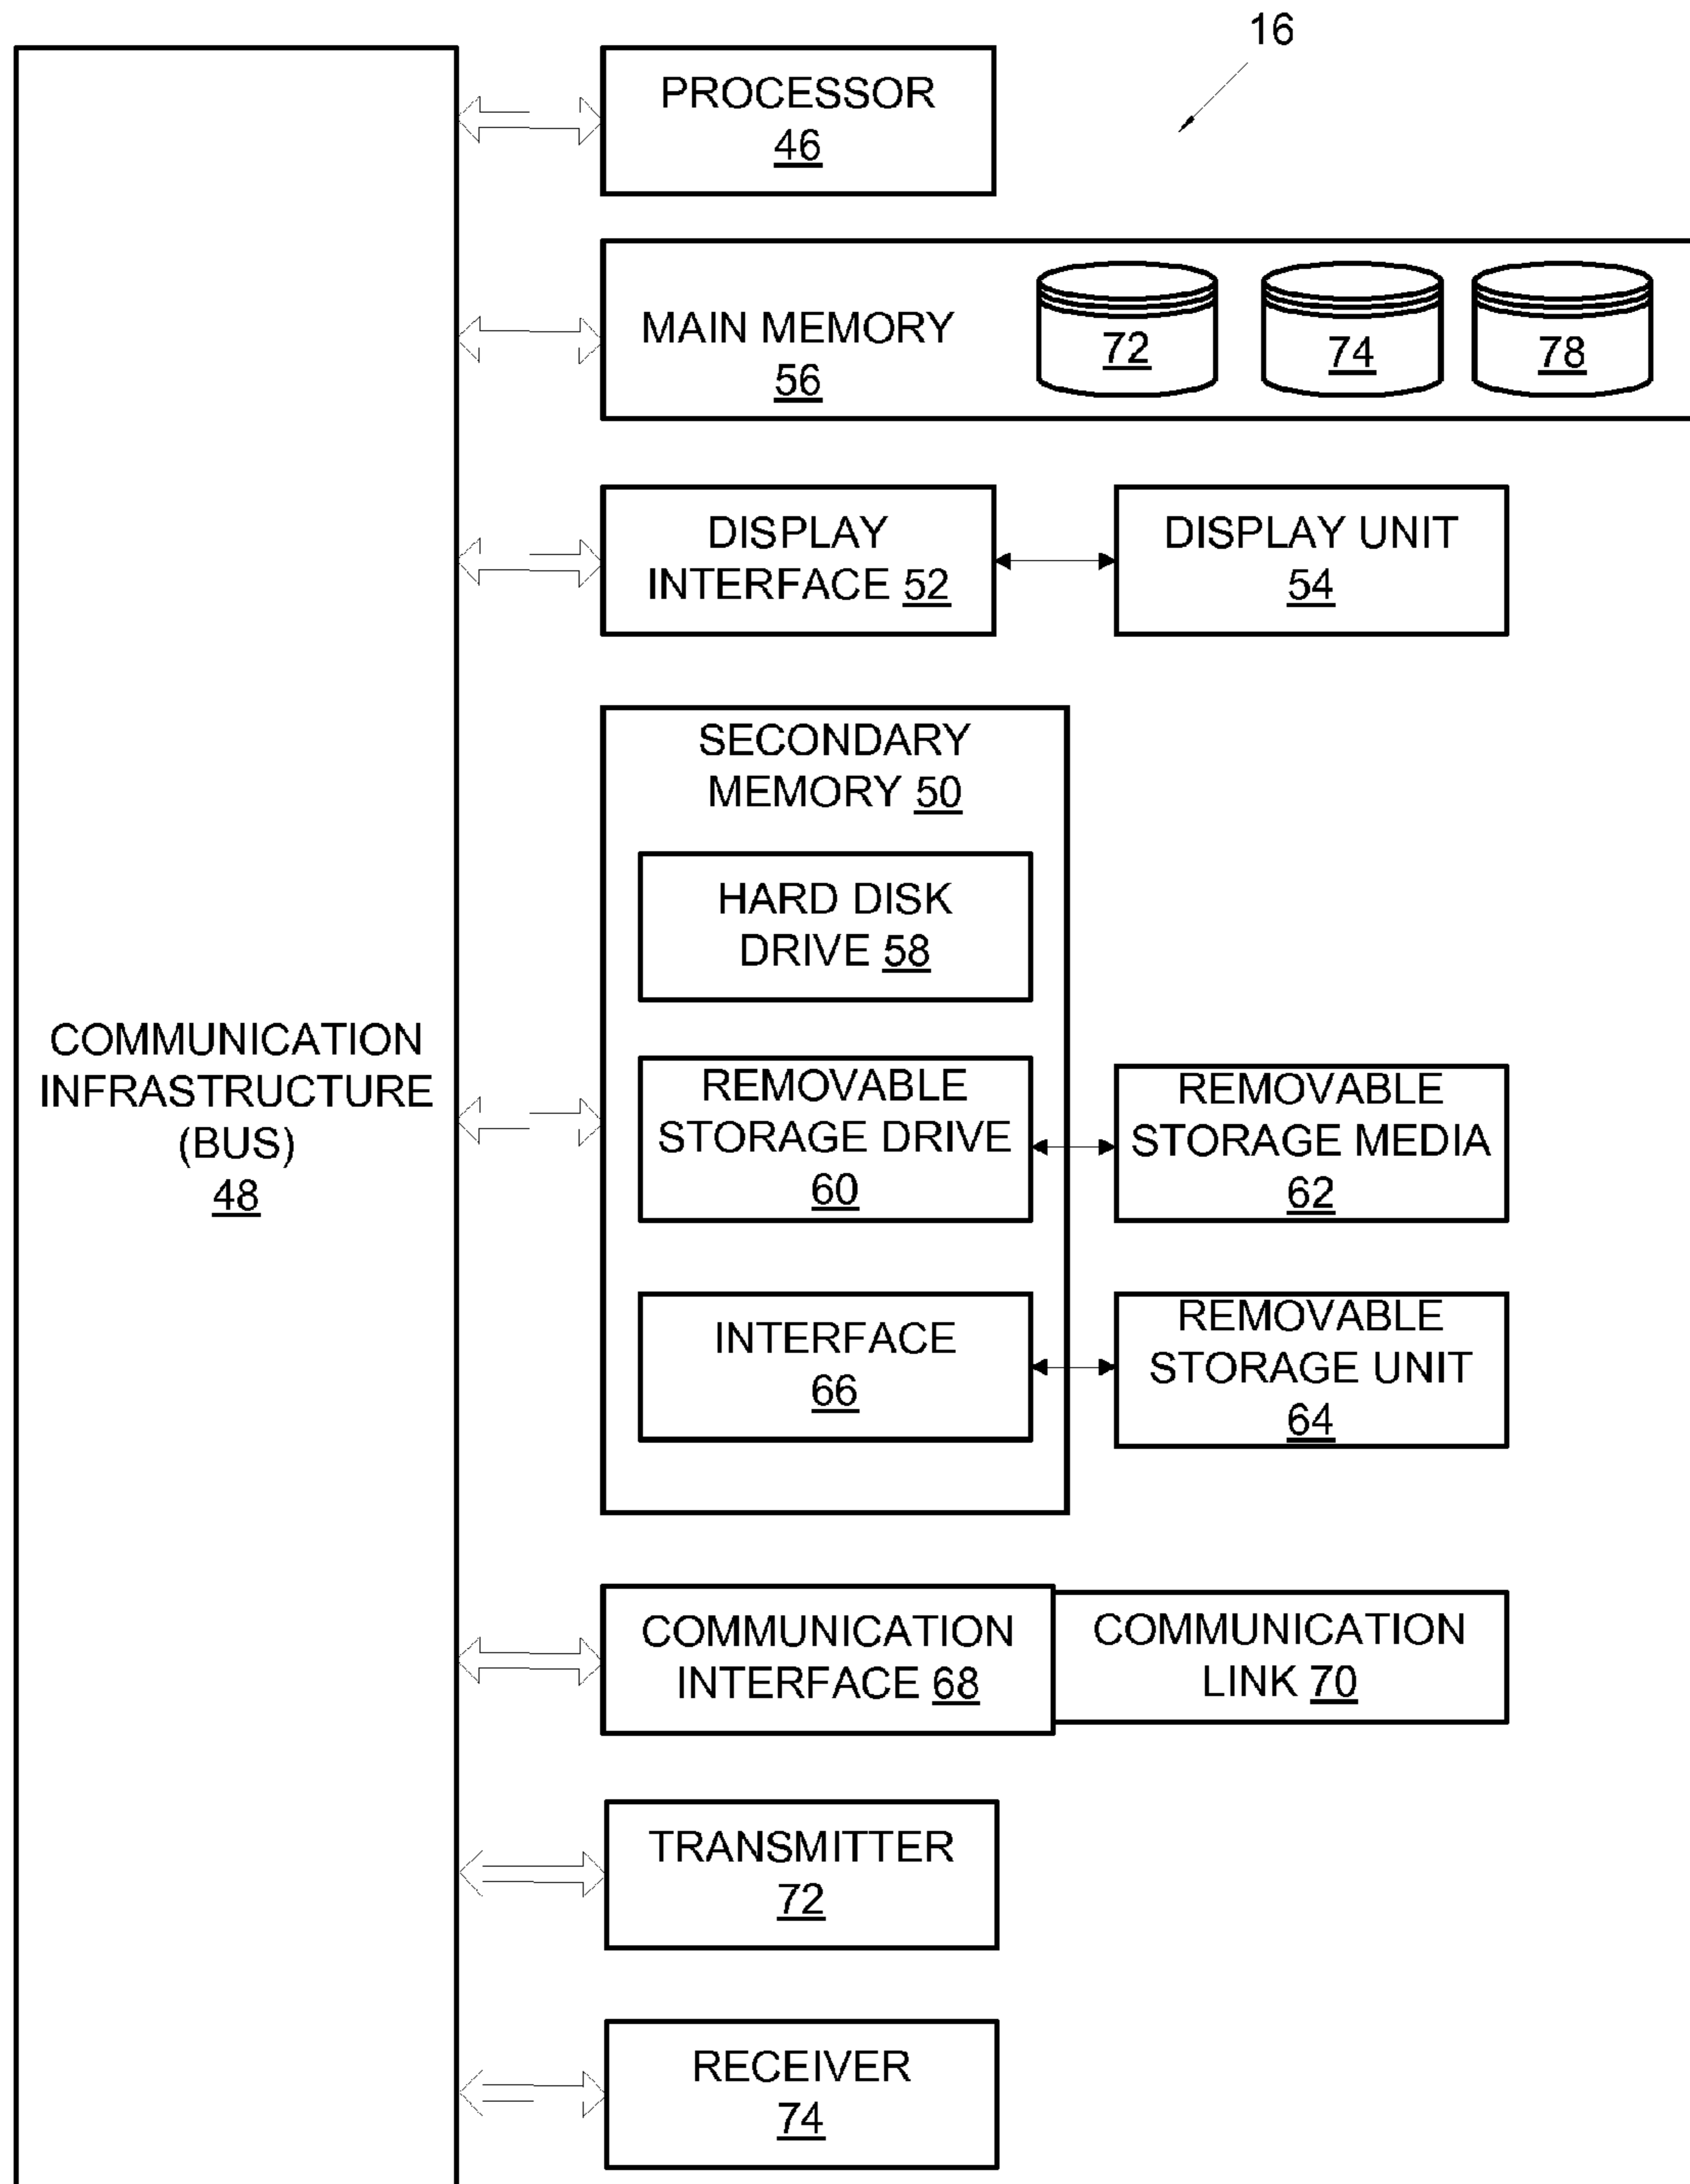 16
PROCESSOR
46
MAIN MEMORY
56
72
74
78
DISPLAY
INTERFACE 52
DISPLAY UNIT
54
SECONDARY
MEMORY 50
HARD DISK
DRIVE 58
COMMUNICATION
INFRASTRUCTURE
(BUS)
48
REMOVABLE
STORAGE DRIVE
60
REMOVABLE
STORAGE MEDIA
62
INTERFACE
66
REMOVABLE
STORAGE UNIT
64
COMMUNICATION
INTERFACE 68
COMMUNICATION
LINK 70
TRANSMITTER
72
RECEIVER
74